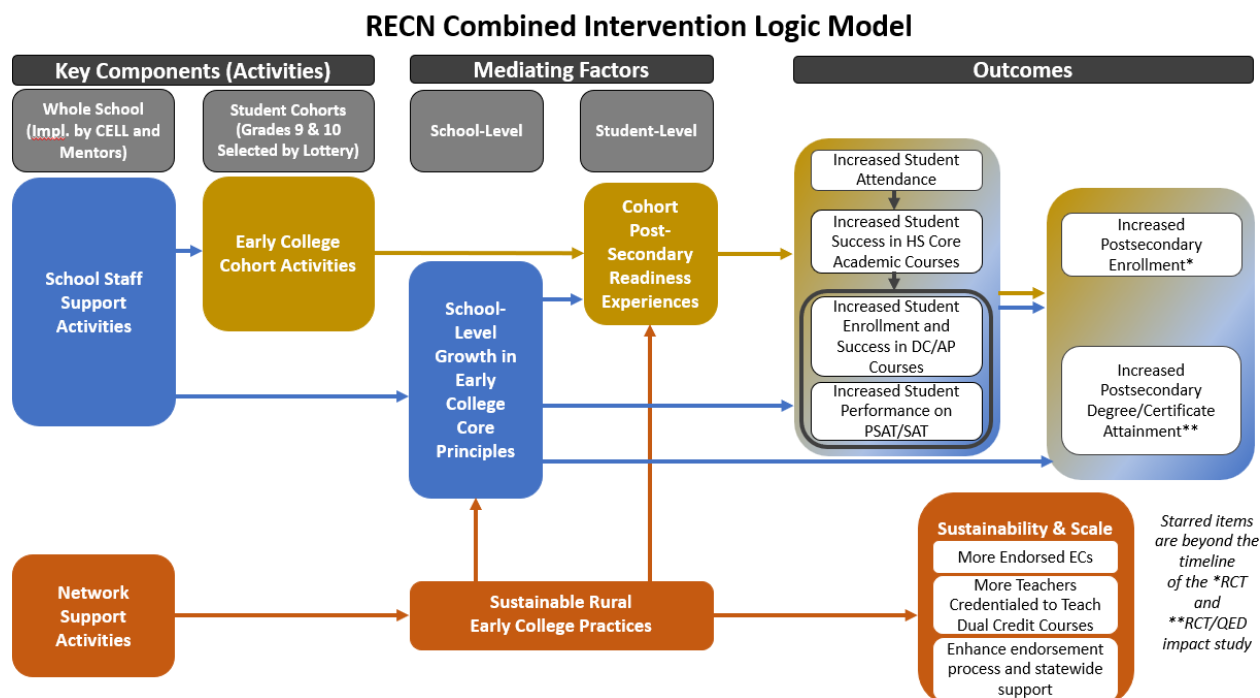 RECN Combined Intervention Logic Model
Key Components (Activities)
Mediating Factors
Outcomes
Whole School
(Impl. by CELL and
Mentors)
Student Cohorts
(Grades 9 & 10
Selected by Lottery)
School-Level
Student-Level
School Staff
Support
Activities
Early College
Cohort Activities
School-
Level
Growth in
Early
College
Core
Principles
Cohort
Post-
Secondary
Readiness
Experiences
Increased Student
Attendance
Increased Student
Success in HS Core
Academic Courses
Increased Student
Enrollment and
Success in DC/AP
Courses
Increased Student
Performance on
PSAT/SAT
Increased
Postsecondary
Enrollment*
Increased
Postsecondary
Degree/Certificate
Attainment**
Network
Support
Activities
Sustainable Rural
Early College Practices
Sustainability & Scale
More Endorsed ECs
More Teachers
Credentialed to Teach
Dual Credit Courses
Enhance endorsement
process and statewide
support
Starred items
are beyond the
timeline
of the *RCT
and
**RCT/QED
impact study